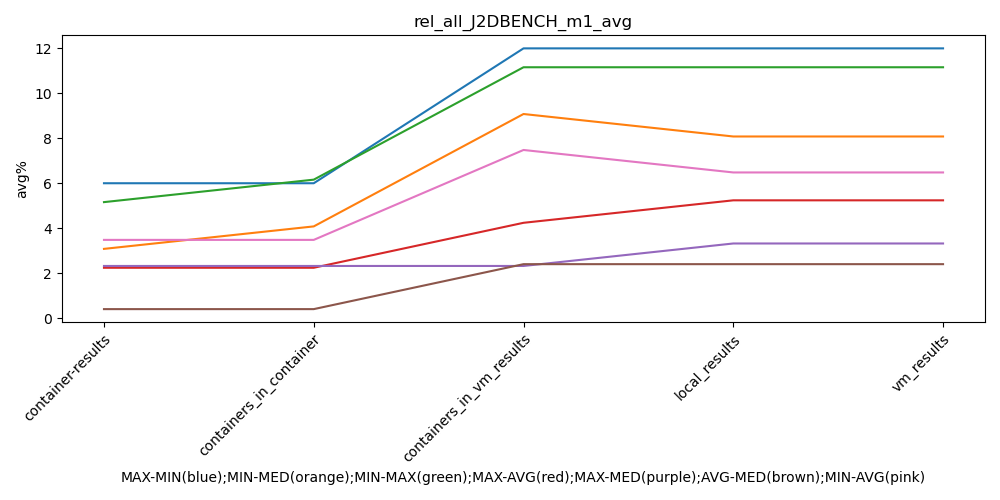 rel_all_J2DBENCH_m1_avg
12
10
8
6
4
2
0
avg%
container-results
containers_in_container
containers_in_vm_results
local_results
vm_results
MAX-MIN(blue);MIN-MED(orange);MIN-MAX(green);MAX-AVG(red);MAX-MED(purple);AVG-MED(brown);MIN-AVG(pink)